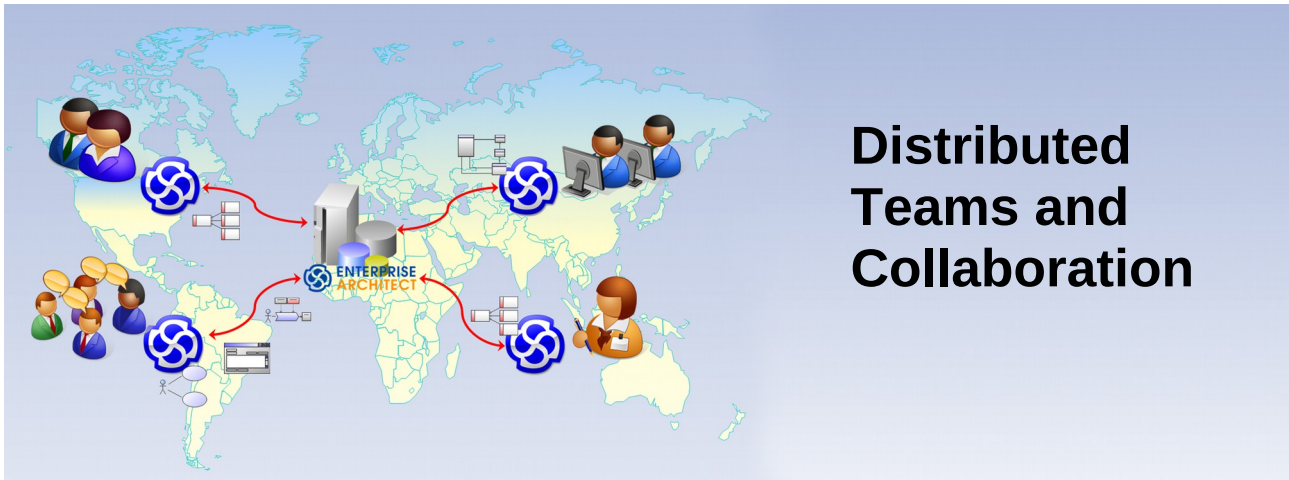 ENTERPRISE
ARCHITECT
Distributed
Teams and
Collaboration